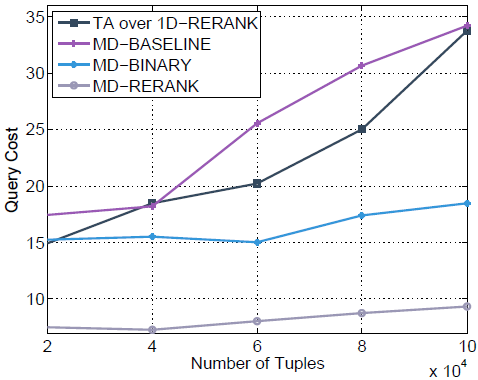 35
30
25
20
15
10
Query Cost
TA over 1D−RERANK
MD−BASELINE
MD−BINARY
MD−RERANK
2 4 6 8 10
Number of Tuples
x 10^4